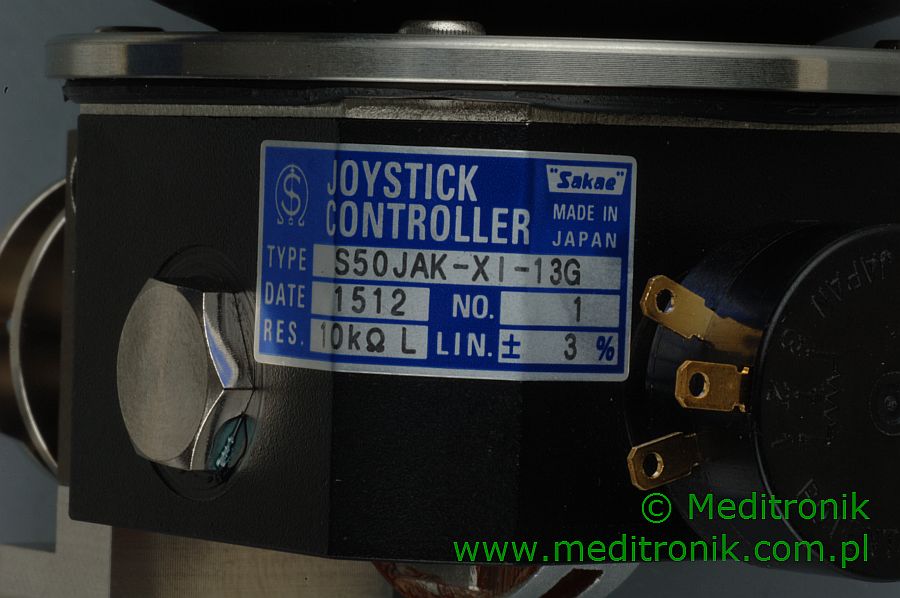 JOYSTICK
CONTROLLER
"Sakae"
MADE IN
JAPAN
TYPE S50JAK-XI-13G
DATE 1512 NO. 1
RES. 10kΩ L LIN. ± 3 %
JAPAN
© Meditronik
www.meditronik.com.pl